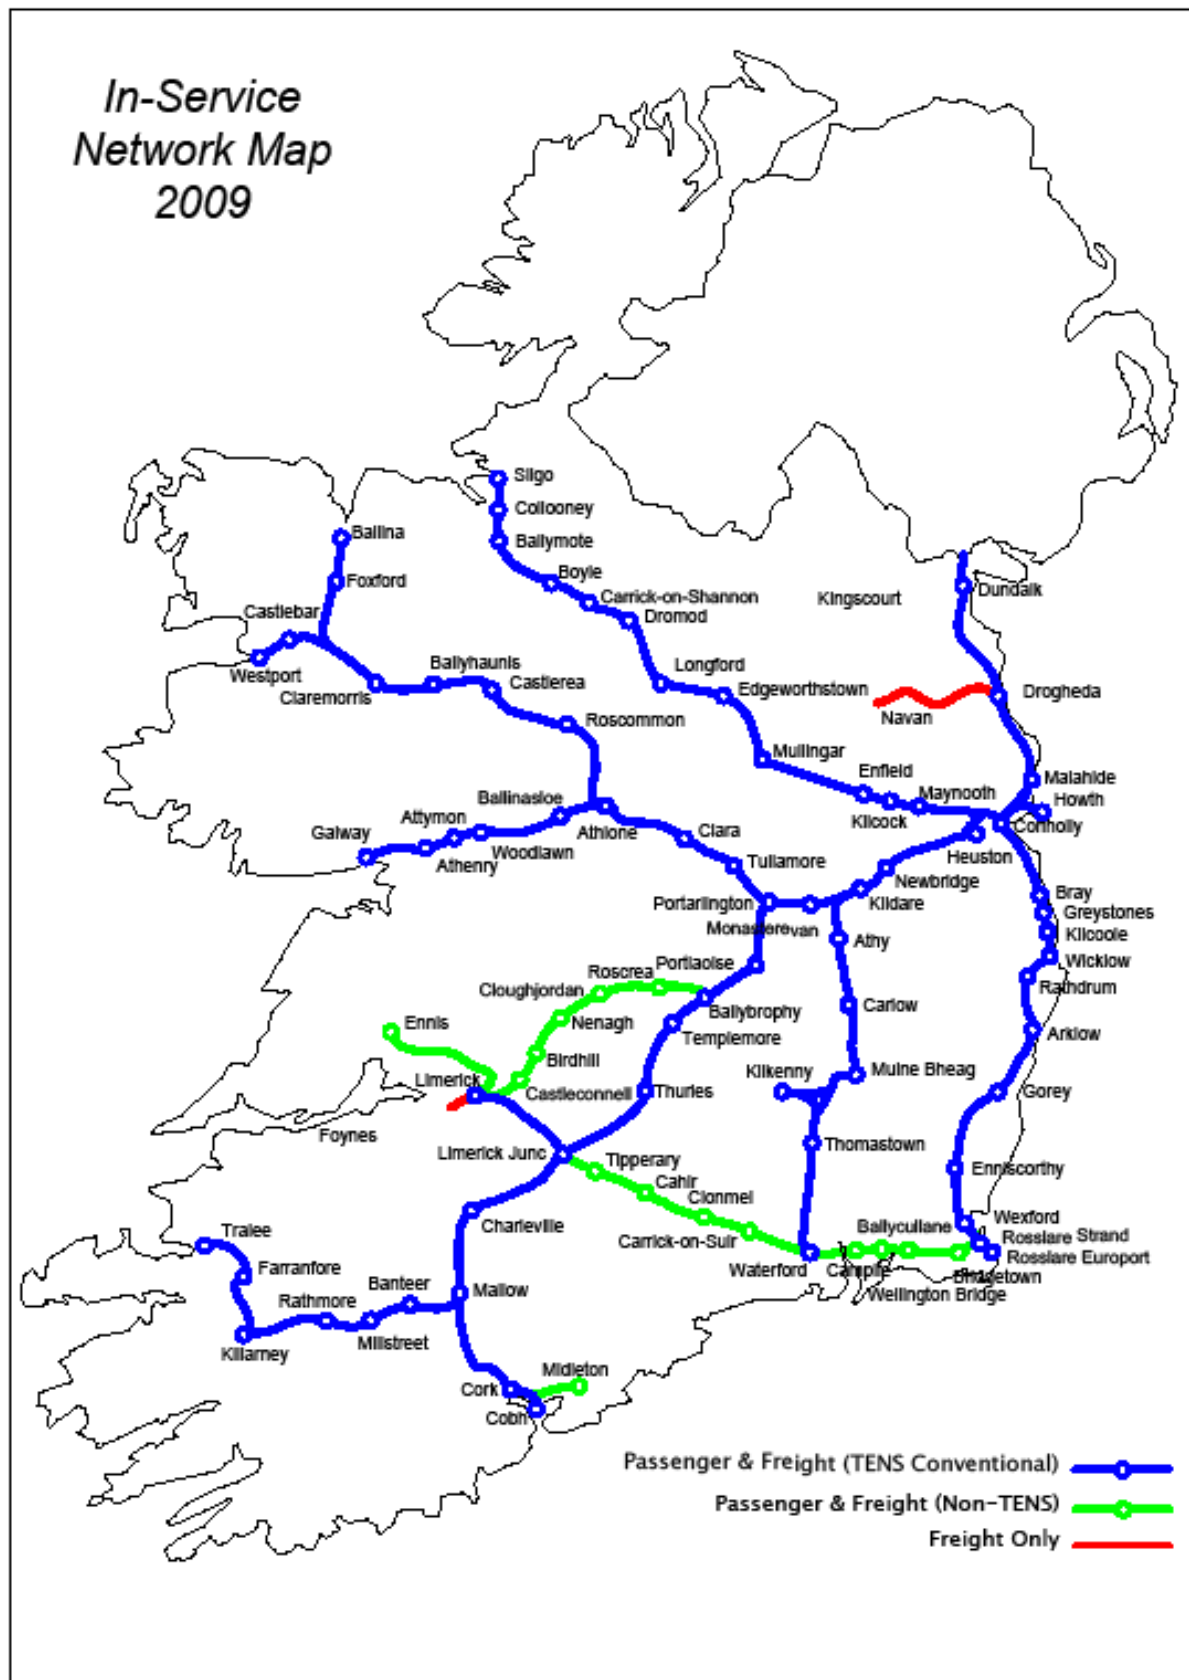 In-Service
Network Map
2009
Sligo
Collooney
Ballymote
Boyle
Carrick-on-Shannon
Dromod
Longford
Edgeworthstown
Mullingar
Enfield
Kilcock
Maynooth
Ballina
Foxford
Castlebar
Westport
Claremorris
Ballyhaunis
Castlerea
Roscommon
Kingscourt
Dundalk
Drogheda
Navan
Malahide
Howth
Connolly
Heuston
Galway
Athenry
Attymon
Woodlawn
Ballinasloe
Athlone
Clara
Tullamore
Portarlington
Monasterevan
Kildare
Newbridge
Bray
Greystones
Kilcoole
Wicklow
Rathdrum
Arklow
Gorey
Enniscorthy
Wexford
Rosslare Strand
Rosslare Europort
Athy
Carlow
Muine Bheag
Kilkenny
Thomastown
Portlaoise
Ballybrophy
Templemore
Thurles
Roscrea
Cloughjordan
Nenagh
Birdhill
Castleconnell
Ennis
Limerick
Foynes
Limerick Junc
Tipperary
Cahir
Clonmel
Carrick-on-Suir
Waterford
Campile
Ballycullane
Wellington Bridge
Bridgetown
Charleville
Mallow
Banteer
Millstreet
Rathmore
Killarney
Farranfore
Tralee
Cork
Cobh
Midleton
Passenger & Freight (TENS Conventional)
Passenger & Freight (Non-TENS)
Freight Only